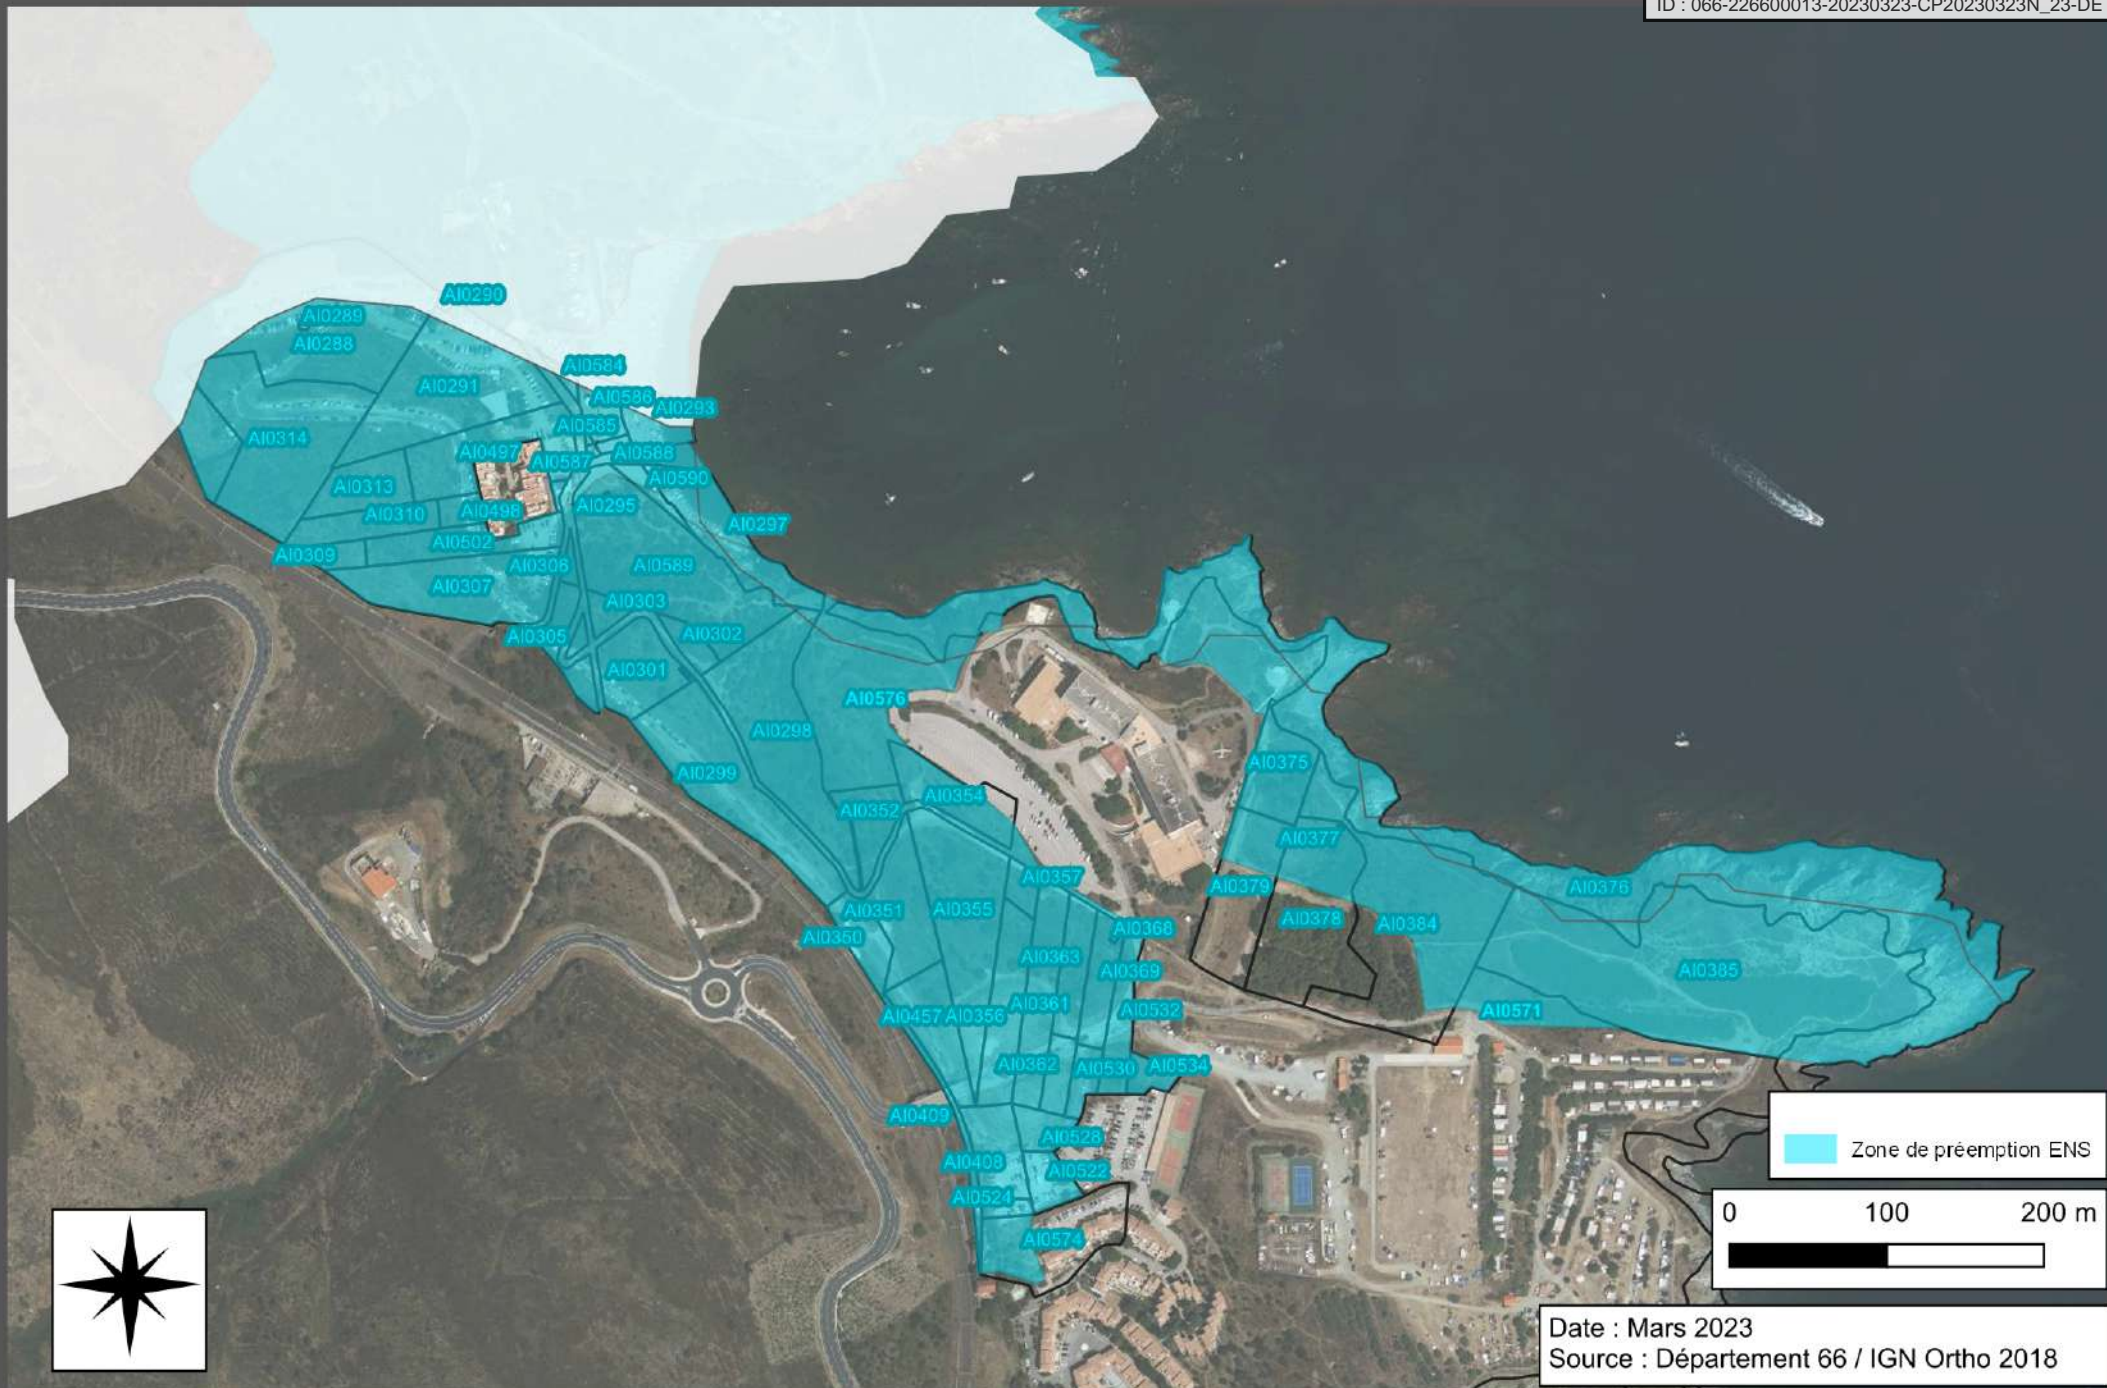 ID : 066-226600013-20230323-CP20230323N_23-DE
AI0290
AI0289
AI0288
AI0584
AI0291
AI0586
AI0293
AI0585
AI0314
AI0497
AI0588
AI0587
AI0590
AI0313
AI0295
AI0310
AI0498
AI0297
AI0502
AI0309
AI0308
AI0589
AI0307
AI0303
AI0305
AI0302
AI0301
AI0576
AI0298
AI0375
AI0299
AI0354
AI0352
AI0377
AI0357
AI0379
AI0376
AI0351
AI0355
AI0378
AI0384
AI0368
AI0350
AI0363
AI0369
AI0385
AI0361
AI0532
AI0571
AI0457
AI0356
AI0362
AI0530
AI0534
AI0409
AI0528
AI0408
AI0522
AI0524
AI0574
Zone de préemption ENS
0 100 200 m
Date : Mars 2023
Source : Département 66 / IGN Ortho 2018